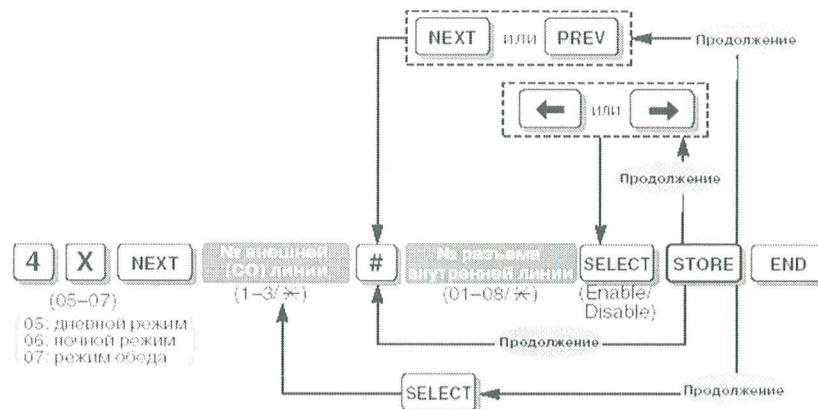 NEXT или PREV
Продолжение
← или →
Продолжение
4 X NEXT № внешней (CO) линии # № разъема внутренней линии SELECT STORE END
(05–07) (1–3/✳) (01–08/✳) (Enable/Disable)
05: дневной режим
06: ночной режим
07: режим обеда
Продолжение
SELECT
Продолжение